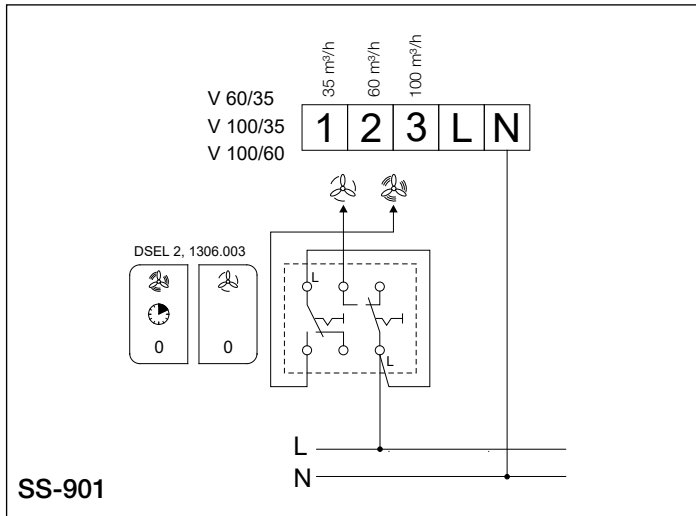 35 m³/h
60 m³/h
100 m³/h
V 60/35
V 100/35
V 100/60
1 2 3 L N
DSEL 2, 1306.003
L
0 0
L
L
N
SS-901